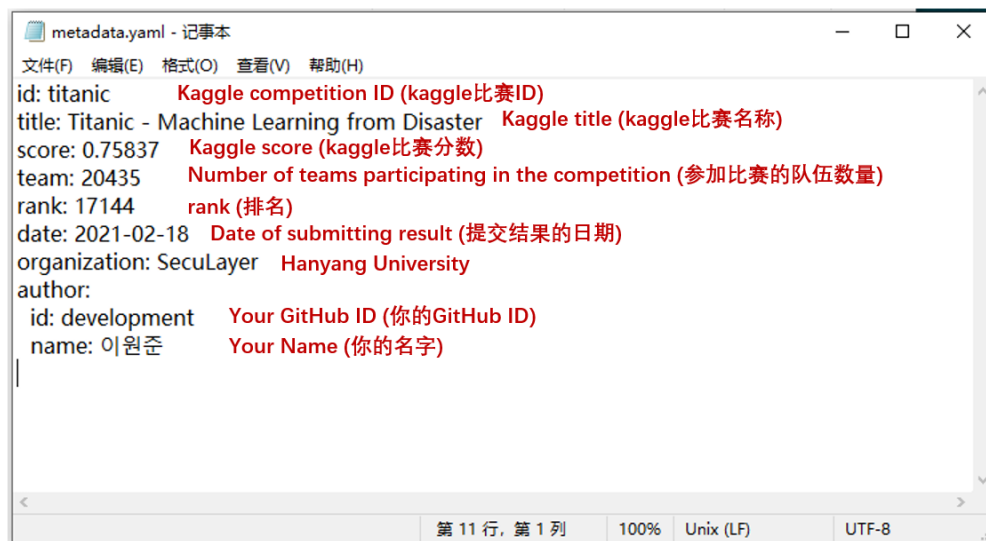 metadata.yaml - 记事本
文件(F) 编辑(E) 格式(O) 查看(V) 帮助(H)
id: titanic Kaggle competition ID (kaggle比赛ID)
title: Titanic - Machine Learning from Disaster Kaggle title (kaggle比赛名称)
score: 0.75837 Kaggle score (kaggle比赛分数)
team: 20435 Number of teams participating in the competition (参加比赛的队伍数量)
rank: 17144 rank (排名)
date: 2021-02-18 Date of submitting result (提交结果的日期)
organization: SecuLayer Hanyang University
author:
id: development Your GitHub ID (你的GitHub ID)
name: 이원준 Your Name (你的名字)
第 11 行，第 1 列 100% Unix (LF) UTF-8